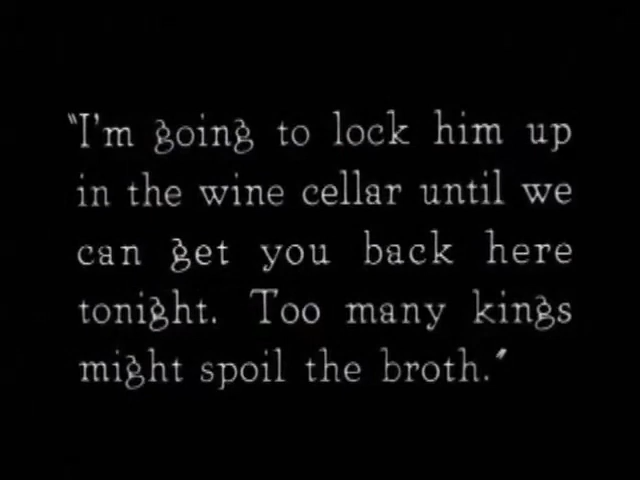 "I'm going to lock him up
in the wine cellar until we
can get you back here
tonight. Too many kings
might spoil the broth."